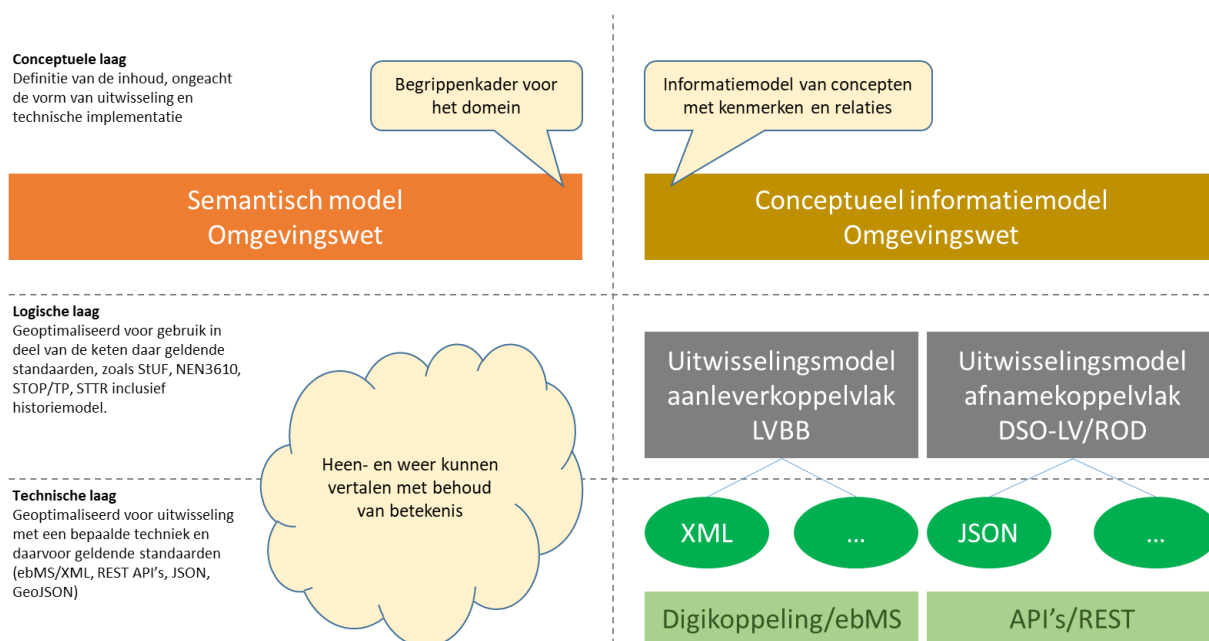 Conceptuele laag
Definitie van de inhoud, ongeacht
de vorm van uitwisseling en
technische implementatie
Begrippenkader voor
het domein
Informatiemodel van concepten
met kenmerken en relaties
Semantisch model
Omgevingswet
Conceptueel informatiemodel
Omgevingswet
Logische laag
Geoptimaliseerd voor gebruik in
deel van de keten daar geldende
standaarden, zoals StUF, NEN3610,
STOP/TP, STTR inclusief
historiemodel.
Uitwisselingsmodel
aanleverkoppelvlak
LVBB
Uitwisselingsmodel
afnamekoppelvlak
DSO-LV/ROD
Heen- en weer kunnen
vertalen met behoud
van betekenis
Technische laag
Geoptimaliseerd voor uitwisseling
met een bepaalde techniek en
daarvoor geldende standaarden
(ebMS/XML, REST API's, JSON,
GeoJSON)
XML
...
JSON
...
Digikoppeling/ebMS
API's/REST